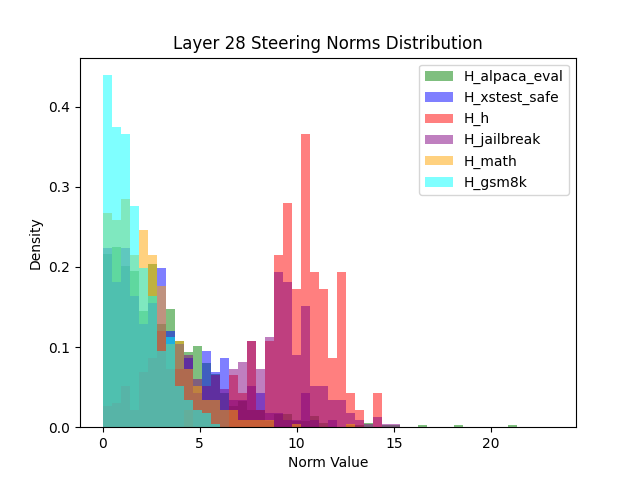 Layer 28 Steering Norms Distribution
H_alpaca_eval
H_xstest_safe
H_h
H_jailbreak
H_math
H_gsm8k
Density
0.4
0.3
0.2
0.1
0.0
0
5
10
15
20
Norm Value